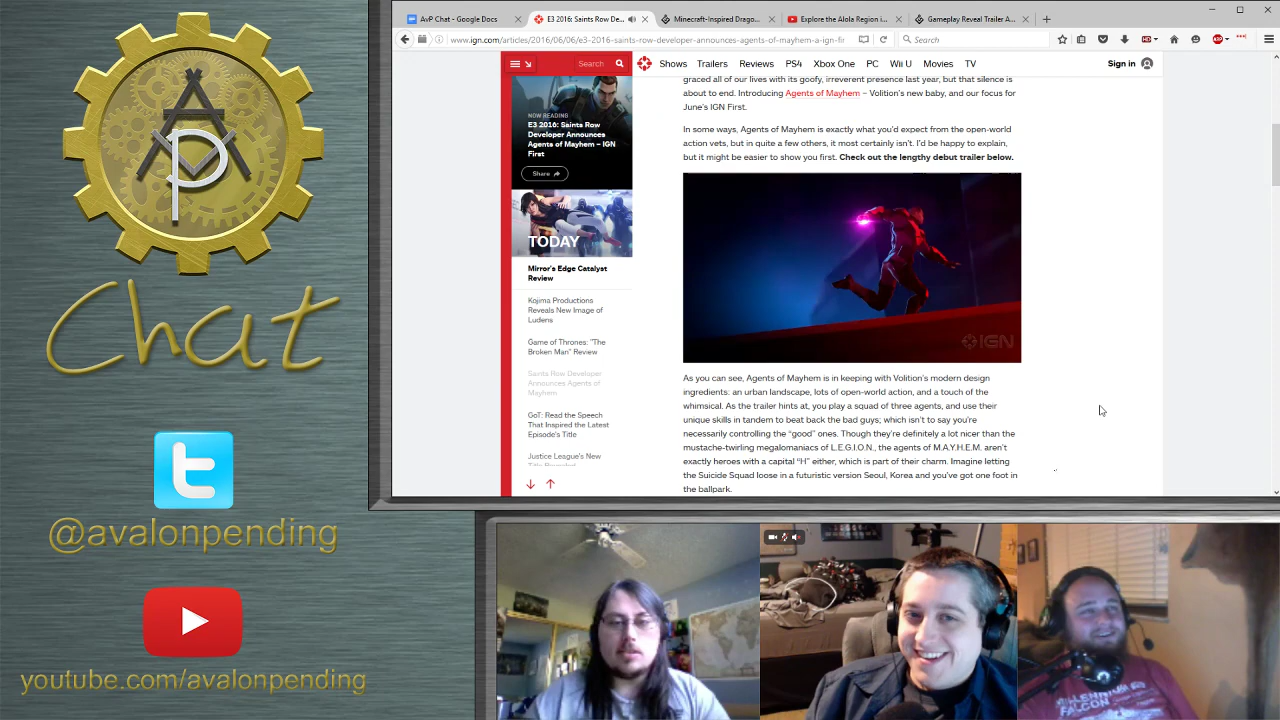 AP
Chat
@avalonpending
youtube.com/avalonpending
AvP Chat - Google Docs
E3 2016: Saints Row De...
Minecraft-Inspired Drago...
Explore the Alola Region i...
Gameplay Reveal Trailer A...
www.ign.com/articles/2016/06/06/e3-2016-saints-row-developer-announces-agents-of-mayhem-a-ign-fir
Search
Search
Shows
Trailers
Reviews
PS4
Xbox One
PC
Wii U
Movies
TV
Sign in
NOW READING
E3 2016: Saints Row
Developer Announces
Agents of Mayhem – IGN
First
Share
TODAY
Mirror's Edge Catalyst
Review
Kojima Productions
Reveals New Image of
Ludens
Game of Thrones: "The
Broken Man" Review
Saints Row Developer
Announces Agents of
Mayhem
GoT: Read the Speech
That Inspired the Latest
Episode's Title
Justice League's New
Title Revealed
graced all of our lives with its goofy, irreverent presence last year, but that silence is
about to end. Introducing Agents of Mayhem – Volition's new baby, and our focus for
June's IGN First.
In some ways, Agents of Mayhem is exactly what you'd expect from the open-world
action vets, but in quite a few others, it most certainly isn't. I'd be happy to explain,
but it might be easier to show you first. Check out the lengthy debut trailer below.
IGN
As you can see, Agents of Mayhem is in keeping with Volition's modern design
ingredients: an urban landscape, lots of open-world action, and a touch of the
whimsical. As the trailer hints at, you play a squad of three agents, and use their
unique skills in tandem to beat back the bad guys; which isn't to say you're
necessarily controlling the "good" ones. Though they're definitely a lot nicer than the
mustache-twirling megalomaniacs of L.E.G.I.O.N., the agents of M.A.Y.H.E.M. aren't
exactly heroes with a capital "H" either, which is part of their charm. Imagine letting
the Suicide Squad loose in a futuristic version Seoul, Korea and you've got one foot in
the ballpark.
MILLENNIUM
FALCON